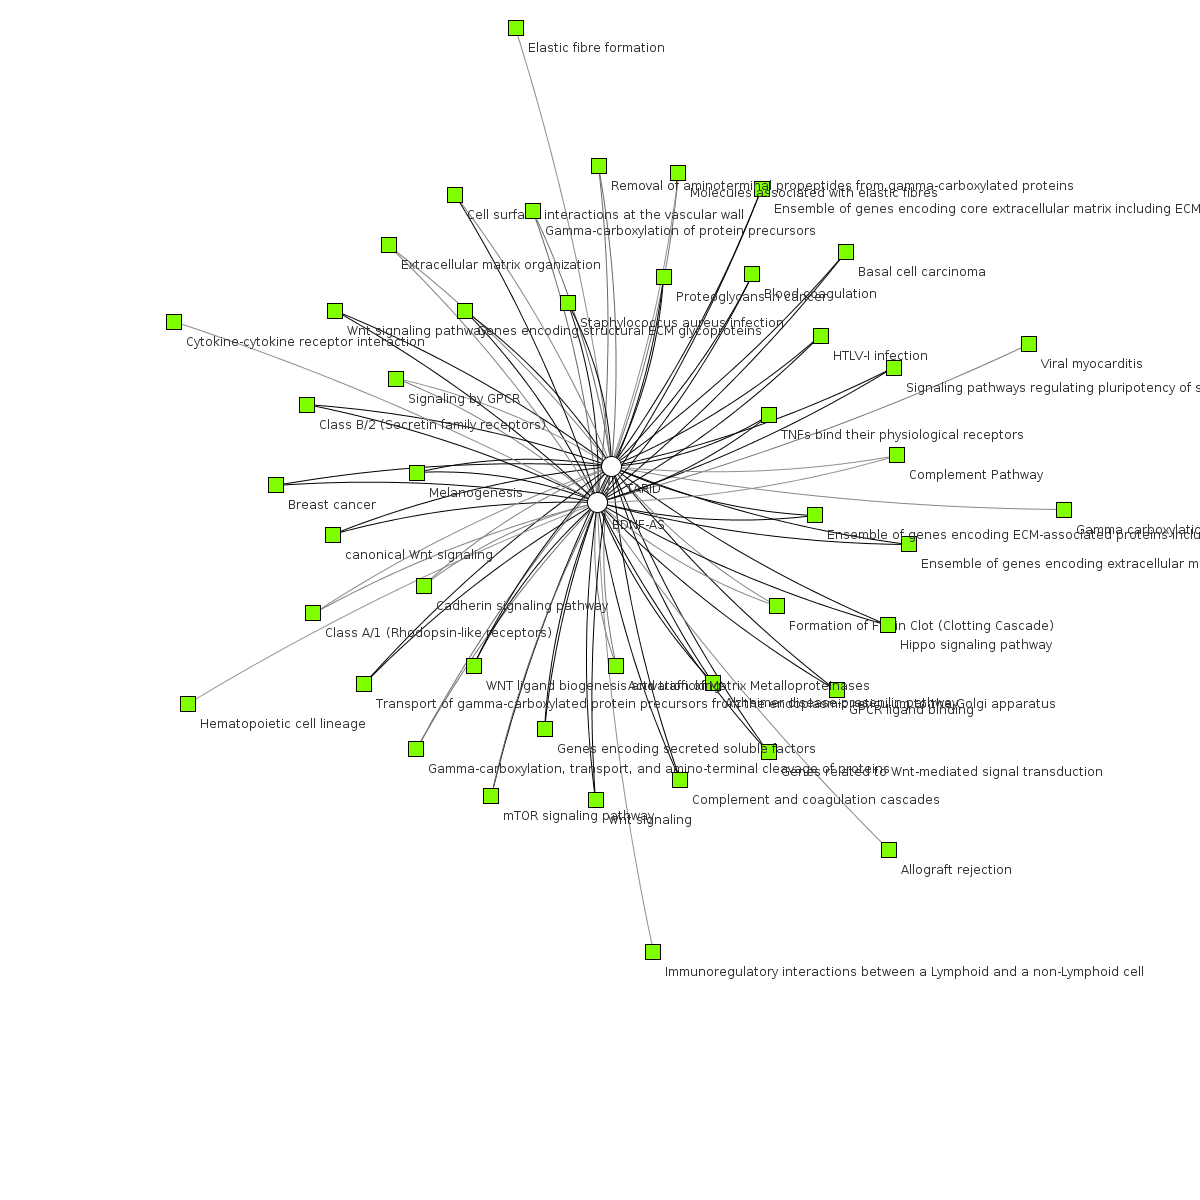 Elastic fibre formation
Removal of aminoterminal propeptides from gamma-carboxylated proteins
Molecules associated with elastic fibres
Ensemble of genes encoding core extracellular matrix including ECM
Cell surface interactions at the vascular wall
Gamma-carboxylation of protein precursors
Extracellular matrix organization
Basal cell carcinoma
Proteoglycans in cancer
Blood coagulation
Staphylococcus aureus infection
Wnt signaling pathway
Genes encoding structural ECM glycoproteins
Cytokine-cytokine receptor interaction
HTLV-I infection
Viral myocarditis
Signaling pathways regulating pluripotency of s
Signaling by GPCR
Class B/2 (Secretin family receptors)
TNFs bind their physiological receptors
Complement Pathway
TARID
Melanogenesis
Breast cancer
EDNF-AS
Gamma carboxylatio
Ensemble of genes encoding ECM-associated proteins inclu
canonical Wnt signaling
Ensemble of genes encoding extracellular m
Cadherin signaling pathway
Formation of Fibrin Clot (Clotting Cascade)
Class A/1 (Rhodopsin-like receptors)
Hippo signaling pathway
WNT ligand biogenesis and trafficking
Activation of Matrix Metalloproteinases
Transport of gamma-carboxylated protein precursors from the endoplasmic reticulum to the Golgi apparatus
Alzheimer disease-presenilin pathway
GPCR ligand binding
Hematopoietic cell lineage
Genes encoding secreted soluble factors
Gamma-carboxylation, transport, and amino-terminal cleavage of proteins
Genes related to Wnt-mediated signal transduction
Complement and coagulation cascades
mTOR signaling pathway
Wnt signaling
Allograft rejection
Immunoregulatory interactions between a Lymphoid and a non-Lymphoid cell